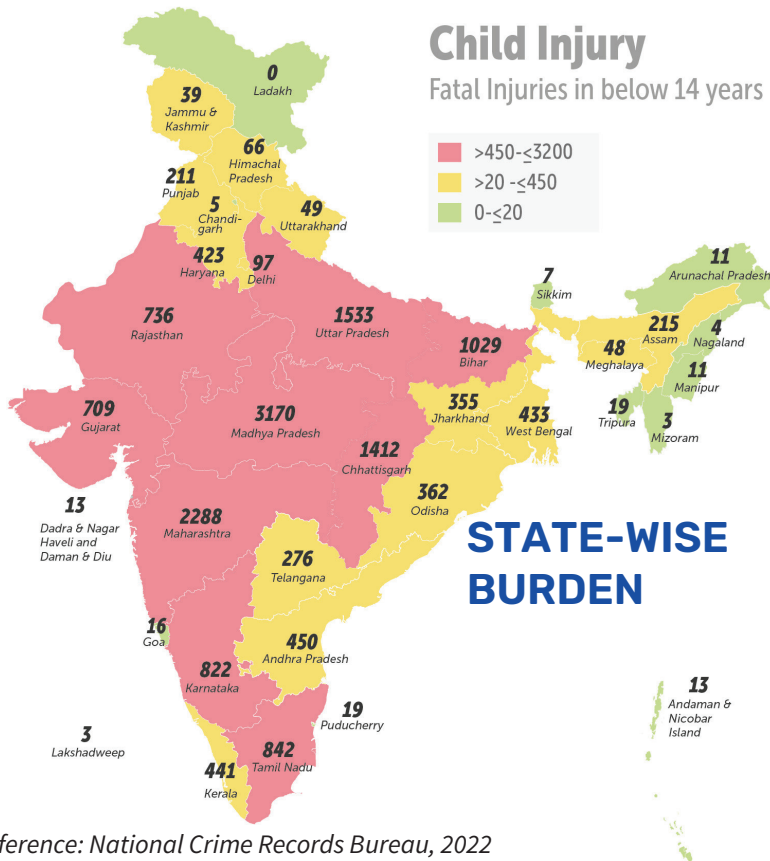 Child Injury
Fatal Injuries in below 14 years
>450-≤3200
>20 -≤450
0-≤20
0
Ladakh
39
Jammu &
Kashmir
66
Himachal
Pradesh
211
Punjab
5
Chandi-
garh
49
Uttarakhand
423
Haryana
97
Delhi
7
Sikkim
11
Arunachal Pradesh
736
Rajasthan
1533
Uttar Pradesh
1029
Bihar
215
Assam
4
Nagaland
48
Meghalaya
11
Manipur
19
Tripura
3
Mizoram
709
Gujarat
3170
Madhya Pradesh
355
Jharkhand
433
West Bengal
1412
Chhattisgarh
362
Odisha
13
Dadra & Nagar
Haveli and
Daman & Diu
2288
Maharashtra
STATE-WISE
BURDEN
276
Telangana
16
Goa
450
Andhra Pradesh
822
Karnataka
13
Andaman &
Nicobar
Island
19
Puducherry
3
Lakshadweep
842
Tamil Nadu
441
Kerala
ference: National Crime Records Bureau, 2022